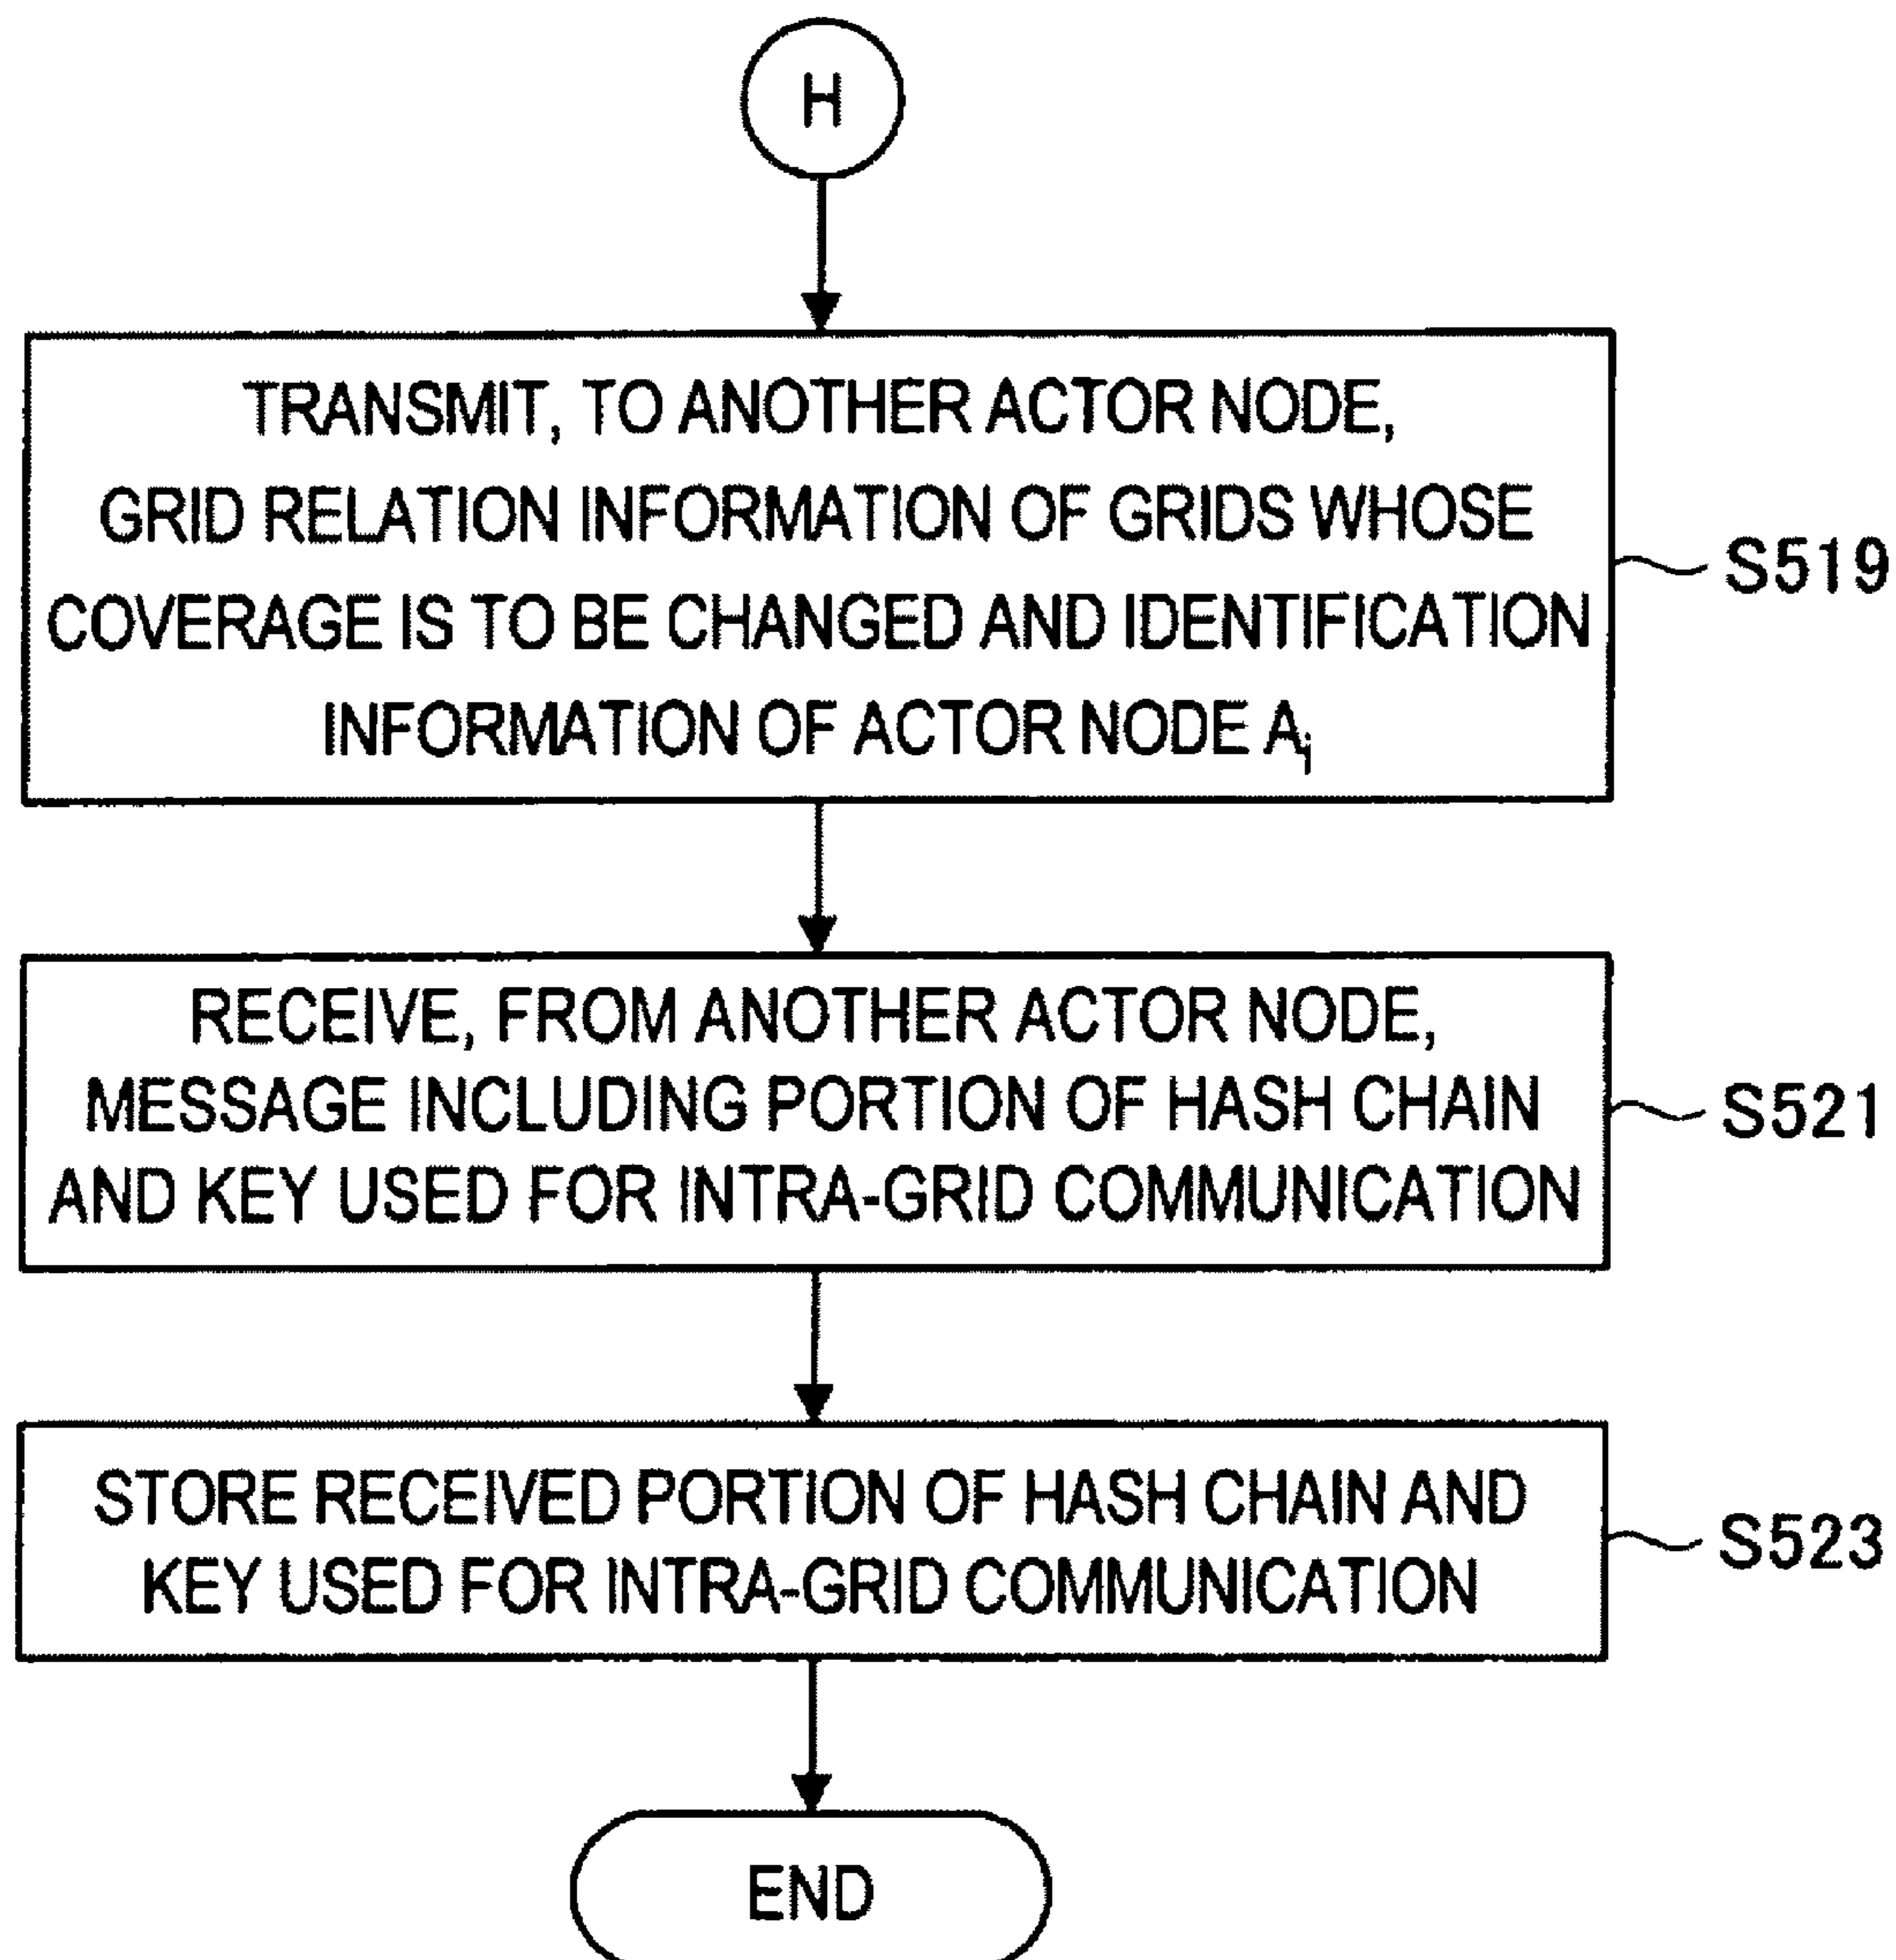 H
TRANSMIT, TO ANOTHER ACTOR NODE,
GRID RELATION INFORMATION OF GRIDS WHOSE
COVERAGE IS TO BE CHANGED AND IDENTIFICATION
INFORMATION OF ACTOR NODE Aj
S519
RECEIVE, FROM ANOTHER ACTOR NODE,
MESSAGE INCLUDING PORTION OF HASH CHAIN
AND KEY USED FOR INTRA-GRID COMMUNICATION
S521
STORE RECEIVED PORTION OF HASH CHAIN AND
KEY USED FOR INTRA-GRID COMMUNICATION
S523
END